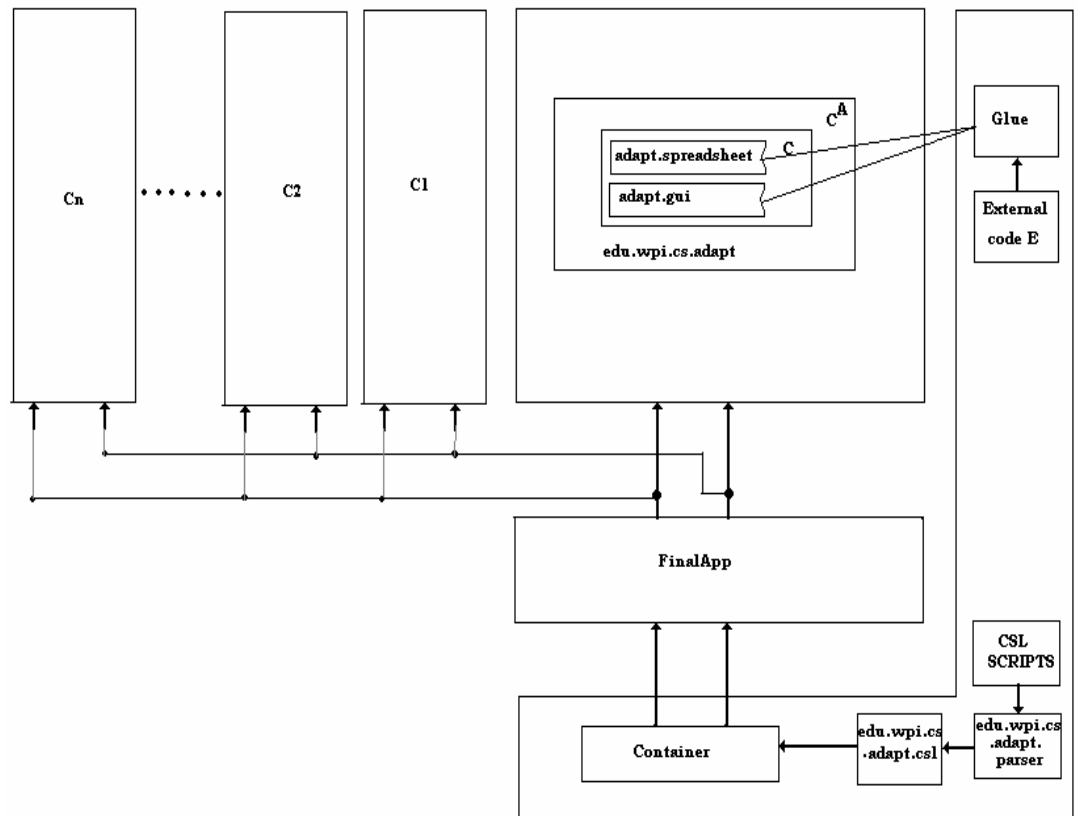 Cn
C2
C1
C A
C
adapt.spreadsheet
adapt.gui
edu.wpi.cs.adapt
Glue
External
code E
FinalApp
CSL
SCRIPTS
Container
edu.wpi.cs
.adapt.csl
edu.wpi.cs
.adapt.
parser